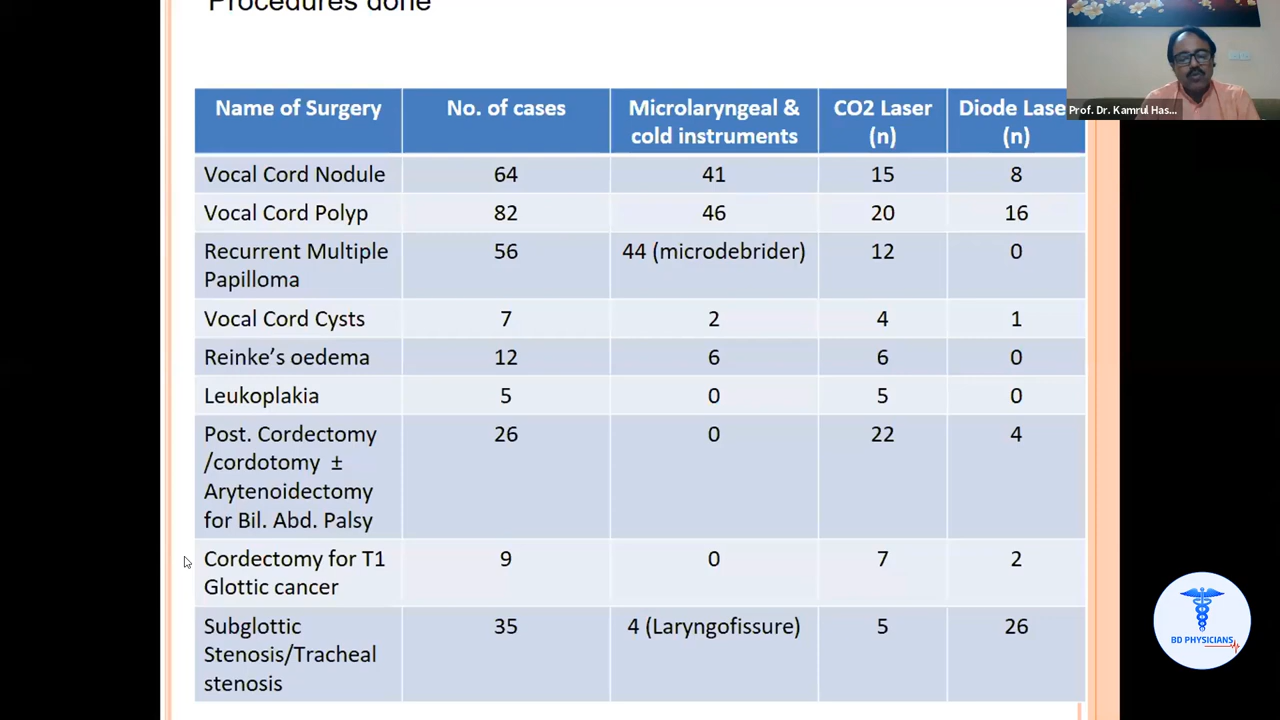 Procedures done
Name of Surgery No. of cases Microlaryngeal & cold instruments CO2 Laser (n) Diode Lase (n)
Vocal Cord Nodule 64 41 15 8
Vocal Cord Polyp 82 46 20 16
Recurrent Multiple Papilloma 56 44 (microdebrider) 12 0
Vocal Cord Cysts 7 2 4 1
Reinke's oedema 12 6 6 0
Leukoplakia 5 0 5 0
Post. Cordectomy /cordotomy ± Arytenoidectomy for Bil. Abd. Palsy 26 0 22 4
Cordectomy for T1 Glottic cancer 9 0 7 2
Subglottic Stenosis/Tracheal stenosis 35 4 (Laryngofissure) 5 26
Prof. Dr. Kamrul Has...
BD PHYSICIANS